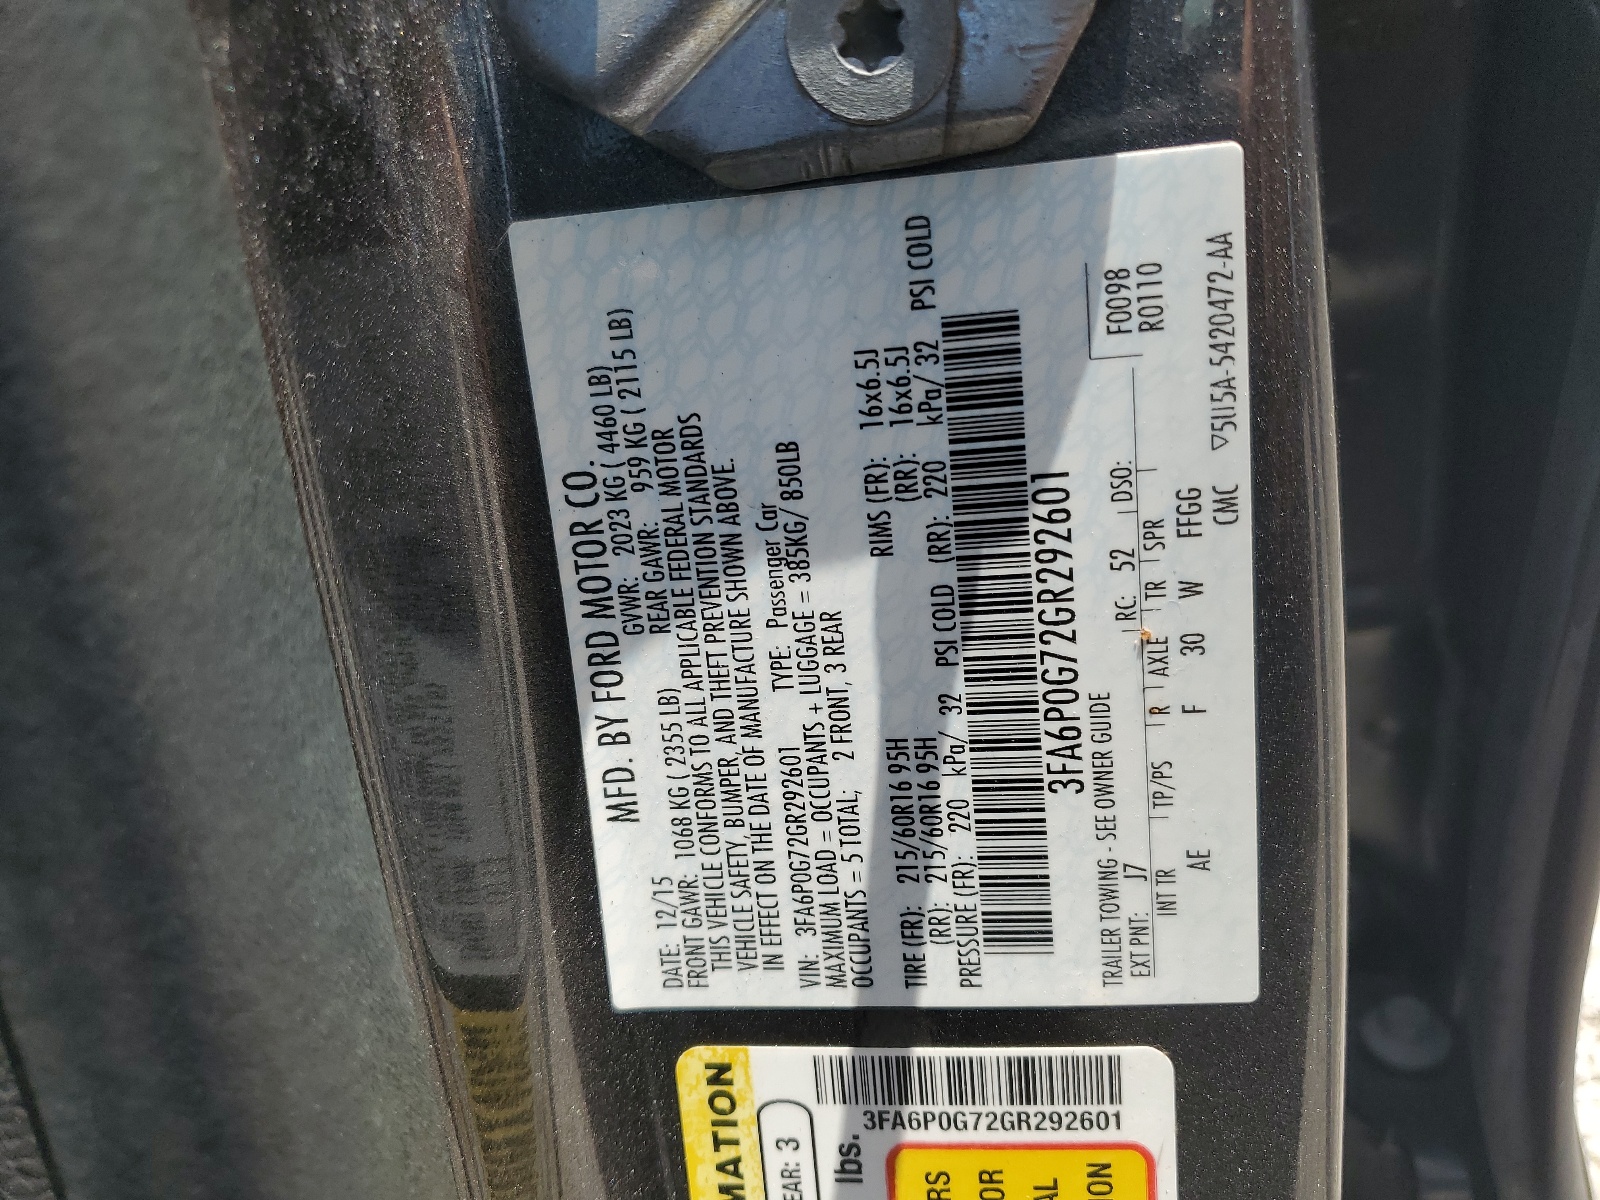 MFD. BY FORD MOTOR CO.
DATE: 12/15 GVWR: 2023 KG ( 4460 LB)
FRONT GAWR: 1068 KG ( 2355 LB) REAR GAWR: 959 KG ( 2115 LB)
THIS VEHICLE CONFORMS TO ALL APPLICABLE FEDERAL MOTOR
VEHICLE SAFETY, BUMPER, AND THEFT PREVENTION STANDARDS
IN EFFECT ON THE DATE OF MANUFACTURE SHOWN ABOVE.
VIN: 3FA6P0G72GR292601 TYPE: Passenger Car
MAXIMUM LOAD = OCCUPANTS + LUGGAGE = 385KG/ 850LB
OCCUPANTS = 5 TOTAL, 2 FRONT, 3 REAR
TIRE (FR): 215/60R16 95H RIMS (FR): 16x6.5J
(RR): 215/60R16 95H (RR): 16x6.5J
PRESSURE (FR): 220 kPa/ 32 PSI COLD (RR): 220 kPa/ 32 PSI COLD
3FA6P0G72GR292601
TRAILER TOWING - SEE OWNER GUIDE
F0098
R0110
EXT PNT: J7 RC: 52 DSO:
INT TR TP/PS R AXLE TR SPR
AE F 30 W FFGG
CMC ▽5U5A-5420472-AA
MATION
EAR: 3
lbs.
3FA6P0G72GR292601
RS
OR
AL
ION